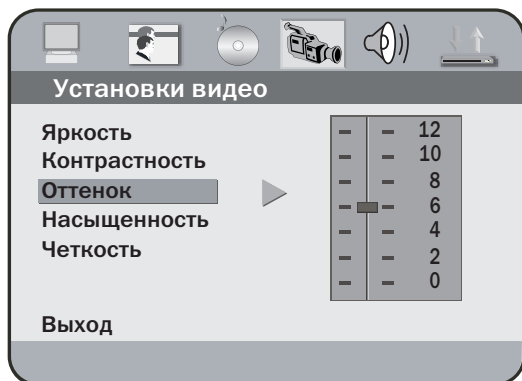 Установки видео
Яркость
Контрастность
Оттенок
Насыщенность
Четкость
Выход
12
10
8
6
4
2
0